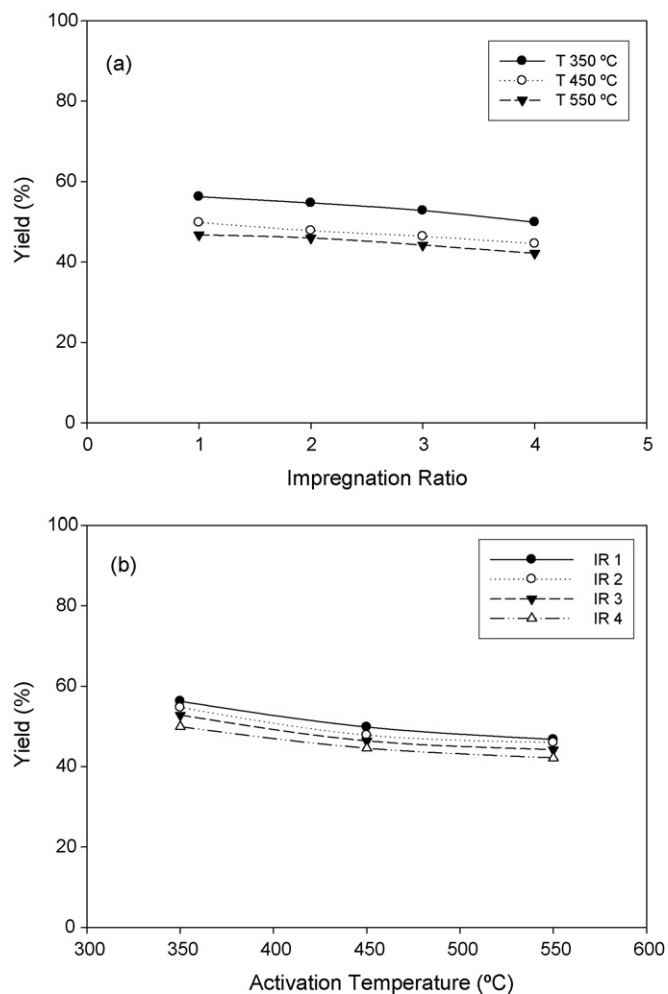 100
(a)
T 350 ºC
T 450 ºC
T 550 ºC
80
60
40
20
0
Yield (%)
0 1 2 3 4 5
Impregnation Ratio
100
(b)
IR 1
IR 2
IR 3
IR 4
80
60
40
20
0
Yield (%)
300 350 400 450 500 550 600
Activation Temperature (ºC)